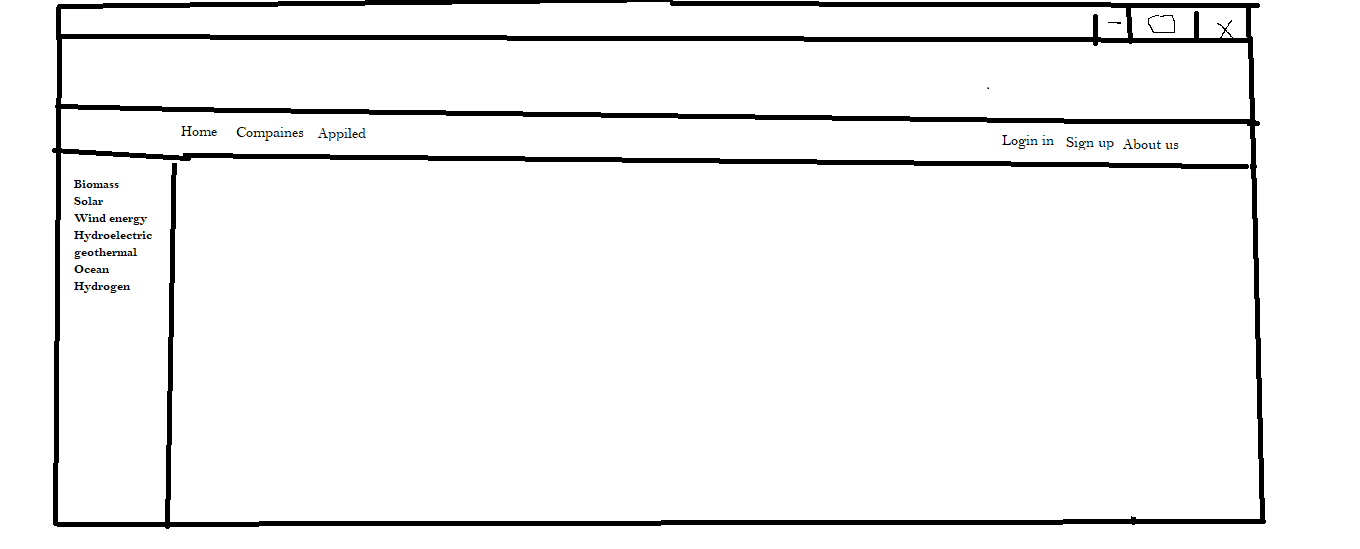 Home Compaines Appiled Login in Sign up About us
Biomass
Solar
Wind energy
Hydroelectric
geothermal
Ocean
Hydrogen